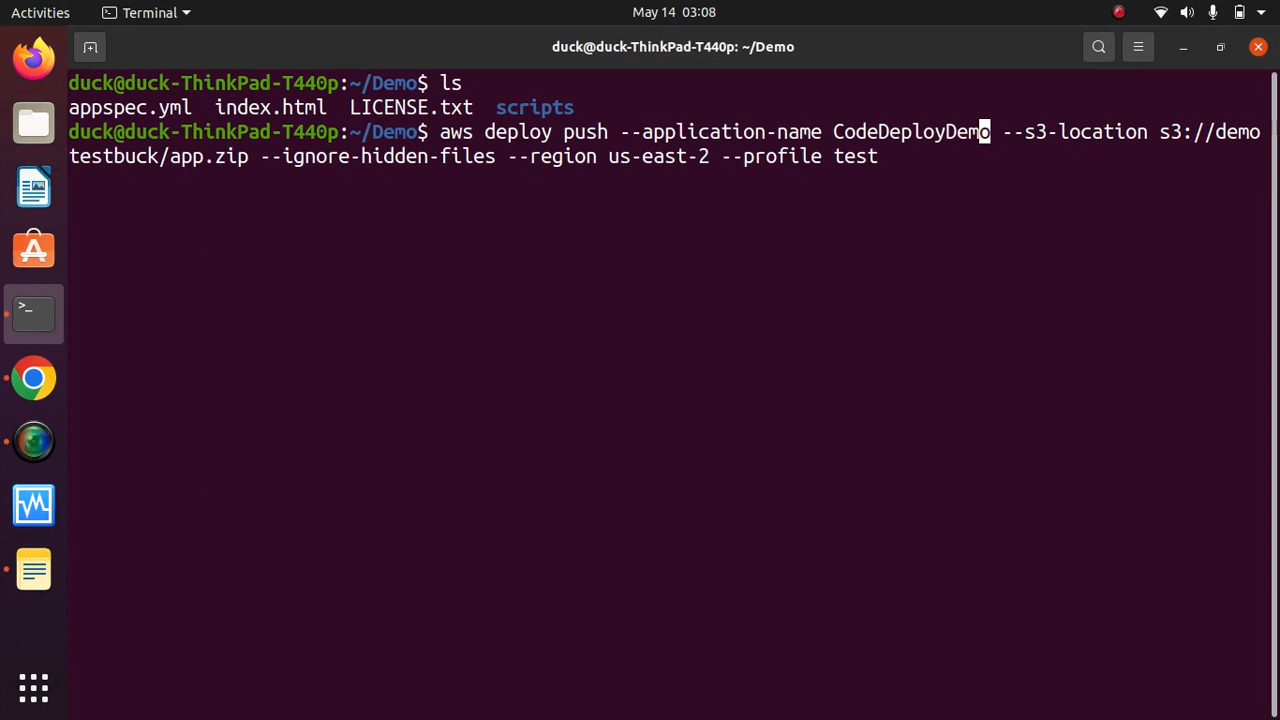 Activities Terminal May 14 03:08
duck@duck-ThinkPad-T440p: ~/Demo
duck@duck-ThinkPad-T440p:~/Demo$ ls
appspec.yml index.html LICENSE.txt scripts
duck@duck-ThinkPad-T440p:~/Demo$ aws deploy push --application-name CodeDeployDemo --s3-location s3://demo
testbuck/app.zip --ignore-hidden-files --region us-east-2 --profile test